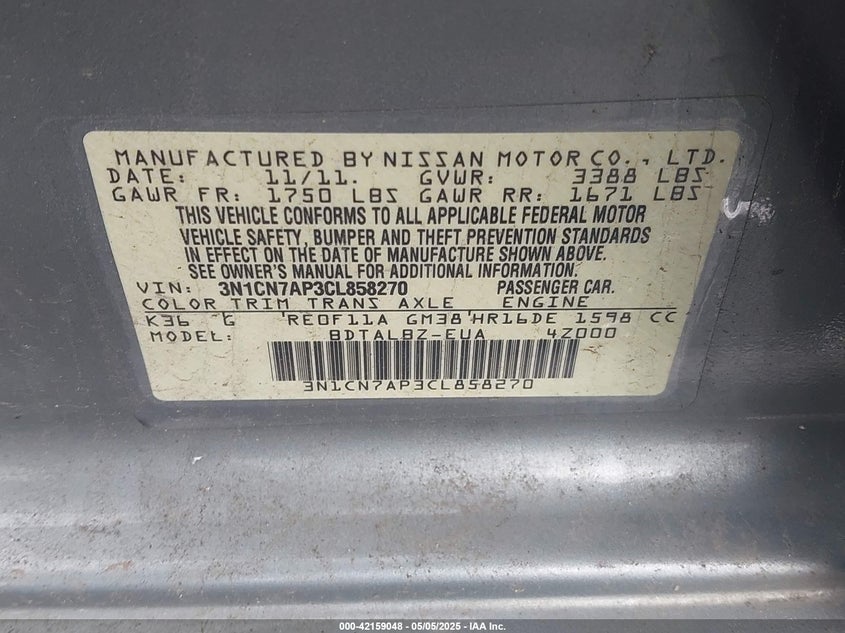 MANUFACTURED BY NISSAN MOTOR CO., LTD.
DATE: 11/11. GVWR: 3388 LBS
GAWR FR: 1750 LBS GAWR RR: 1671 LBS
THIS VEHICLE CONFORMS TO ALL APPLICABLE FEDERAL MOTOR
VEHICLE SAFETY, BUMPER AND THEFT PREVENTION STANDARDS
IN EFFECT ON THE DATE OF MANUFACTURE SHOWN ABOVE.
SEE OWNER'S MANUAL FOR ADDITIONAL INFORMATION.
VIN: 3N1CN7AP3CL858270 PASSENGER CAR.
COLOR TRIM TRANS AXLE ENGINE
K36 G RE0F11A GM38 HR16DE 1598 CC
MODEL: BDTALBZ-EUA 4Z000
3N1CN7AP3CL858270
000-42159048 - 05/05/2025 - IAA Inc.